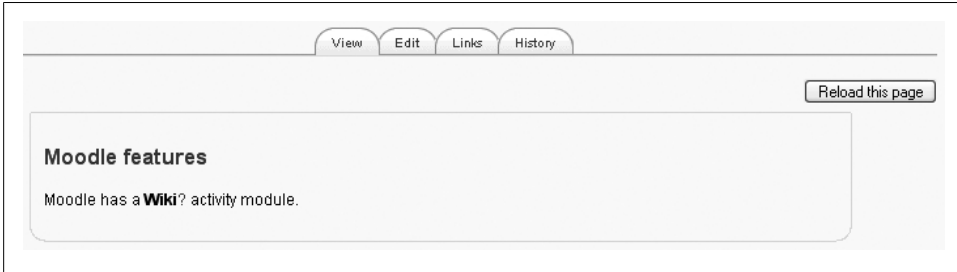 View Edit Links History
Reload this page
Moodle features
Moodle has a Wiki? activity module.